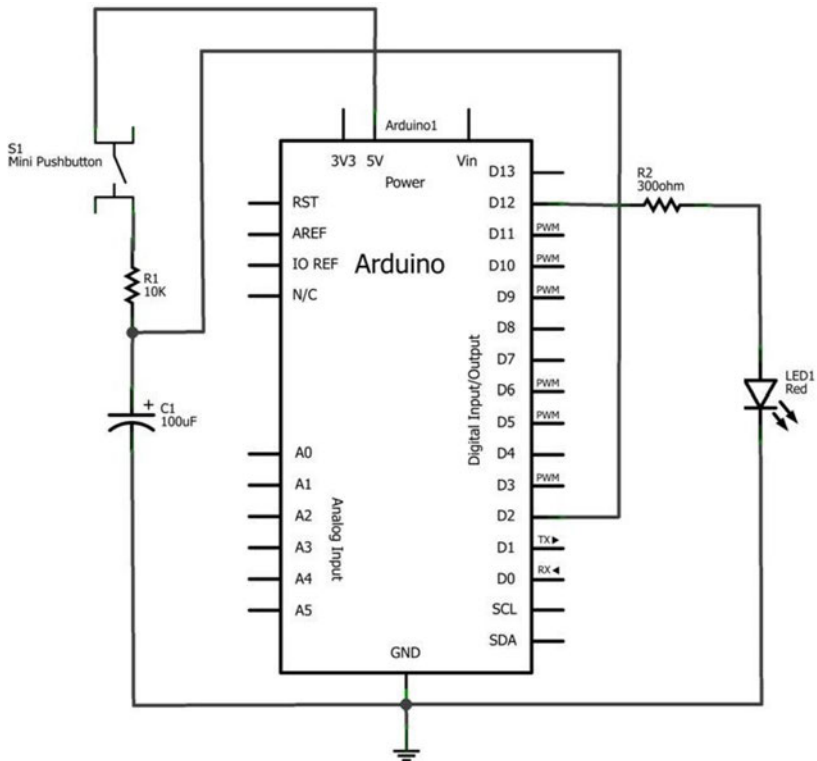 Arduino1
3V3 5V Vin
Power
S1
Mini Pushbutton
R1
10K
C1
100uF
+
RST
AREF
IO REF
N/C
Arduino
A0
A1
A2
A3
A4
A5
Analog Input
D13
D12
D11 PWM
D10 PWM
D9 PWM
D8
D7
D6 PWM
D5 PWM
D4
D3 PWM
D2
D1 TX
D0 RX
SCL
SDA
Digital Input/Output
GND
R2
300ohm
LED1
Red